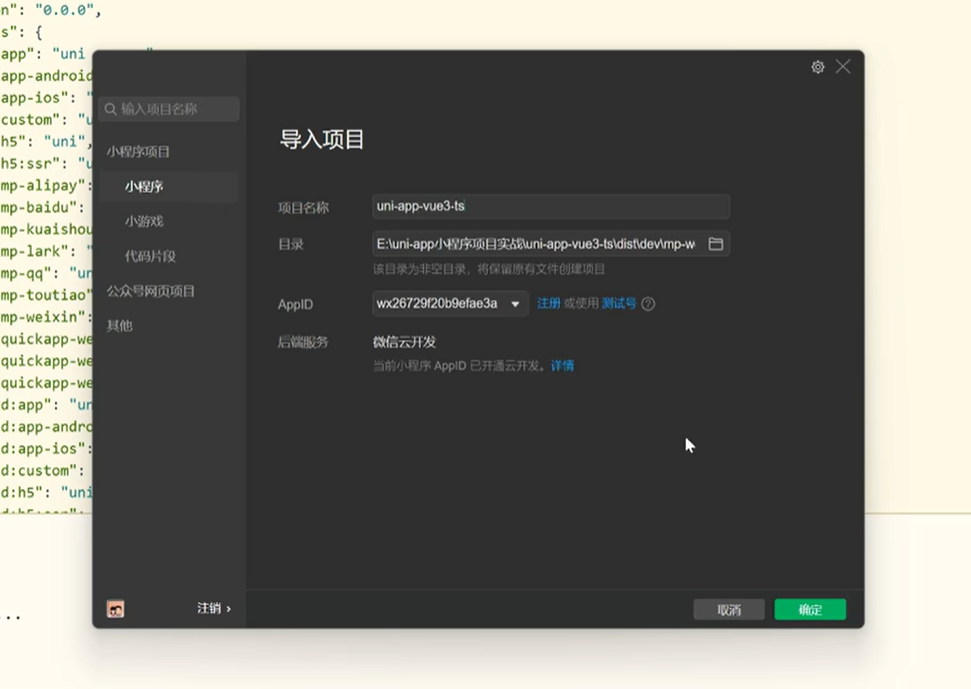 n": "0.0.0",
s": {
app": "uni
app-android
app-ios": "
custom": "u
h5": "uni",
h5:ssr": "u
mp-alipay":
mp-baidu":
mp-kuaishou
mp-lark": "
mp-qq": "un
mp-toutiao"
mp-weixin":
quickapp-we
quickapp-we
quickapp-we
d:app": "un
d:app-andro
d:app-ios":
d:custom":
d:h5": "uni
...
输入项目名称
小程序项目
小程序
小游戏
代码片段
公众号网页项目
其他
注销 ›
导入项目
项目名称 uni-app-vue3-ts
目录 E:\uni-app小程序项目实战\uni-app-vue3-ts\dist\dev\mp-w
该目录为非空目录，将保留原有文件创建项目
AppID wx26729f20b9efae3a 注册 或使用 测试号 ?
后端服务 微信云开发
当前小程序 AppID 已开通云开发。详情
取消 确定